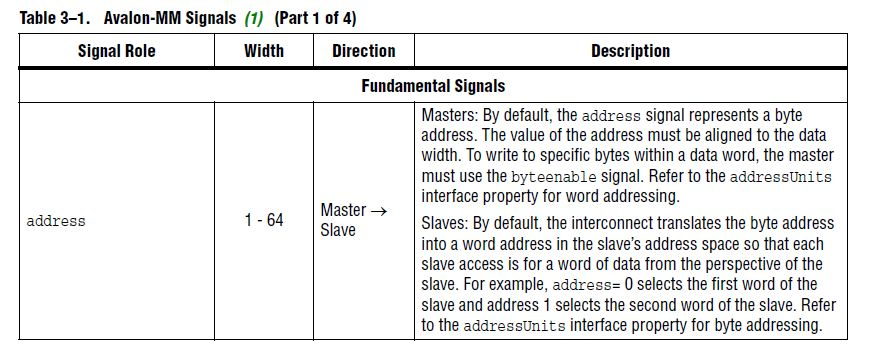 Table 3–1. Avalon-MM Signals (1) (Part 1 of 4)
Signal Role Width Direction Description
Fundamental Signals
address
1 - 64
Master →
Slave
Masters: By default, the address signal represents a byte
address. The value of the address must be aligned to the data
width. To write to specific bytes within a data word, the master
must use the byteenable signal. Refer to the addressUnits
interface property for word addressing.
Slaves: By default, the interconnect translates the byte address
into a word address in the slave's address space so that each
slave access is for a word of data from the perspective of the
slave. For example, address= 0 selects the first word of the
slave and address 1 selects the second word of the slave. Refer
to the addressUnits interface property for byte addressing.